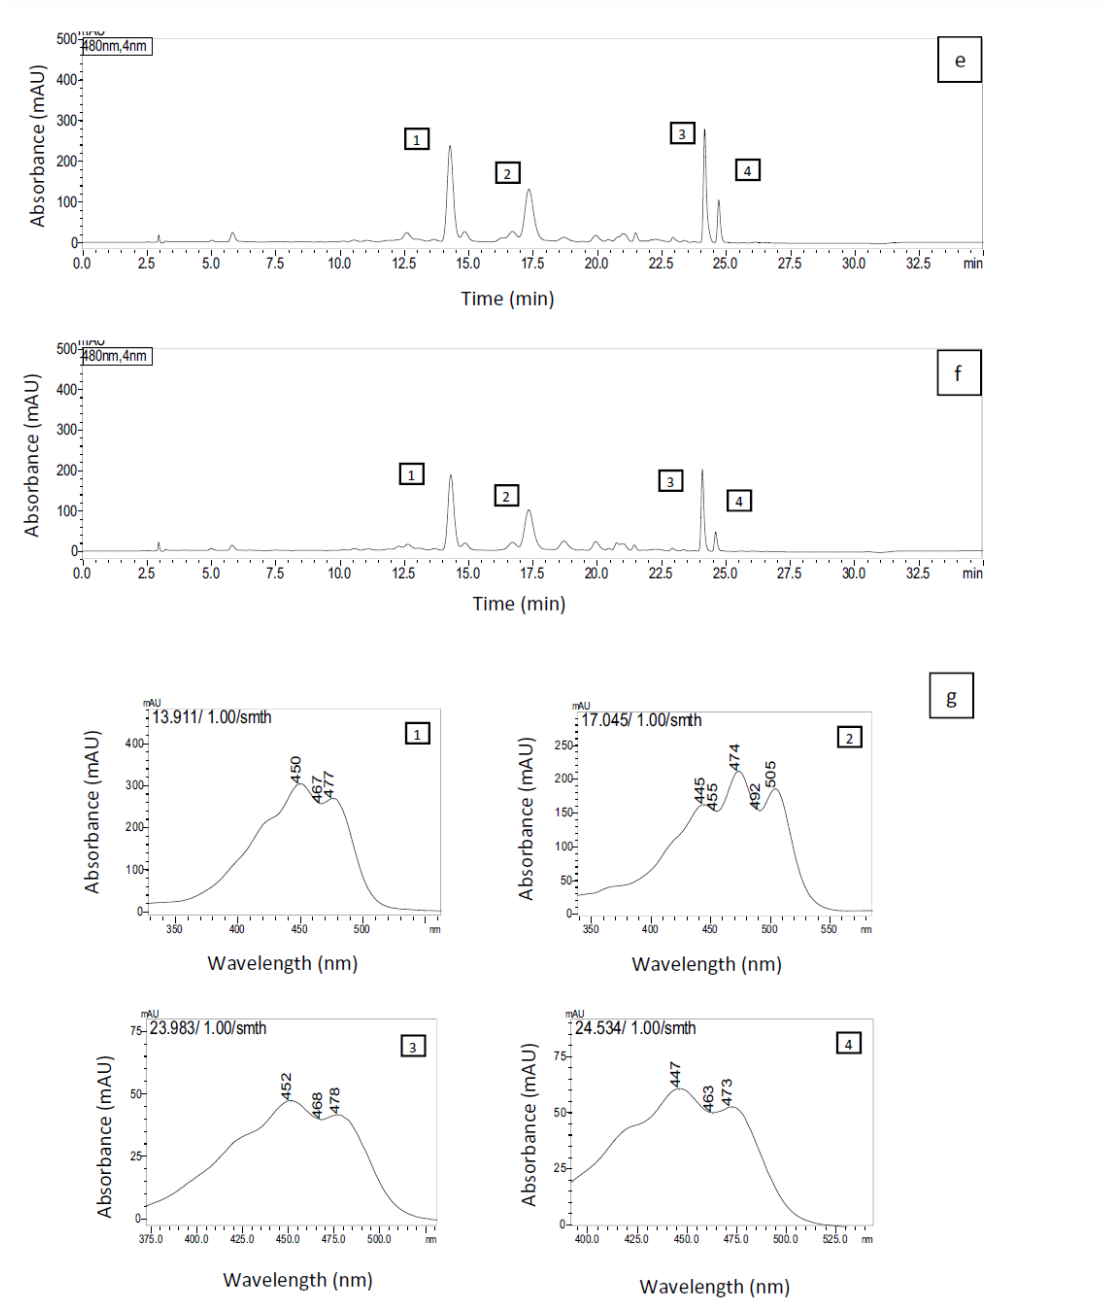 mAU
500
480nm,4nm
e
400
300
200
100
0
1
2
3
4
Absorbance (mAU)
0.0 2.5 5.0 7.5 10.0 12.5 15.0 17.5 20.0 22.5 25.0 27.5 30.0 32.5 min
Time (min)
mAU
500
480nm,4nm
f
400
300
200
100
0
1
2
3
4
Absorbance (mAU)
0.0 2.5 5.0 7.5 10.0 12.5 15.0 17.5 20.0 22.5 25.0 27.5 30.0 32.5 min
Time (min)
g
mAU
13.911/ 1.00/smth
1
400
300
200
100
0
450
467
477
Absorbance (mAU)
350 400 450 500 nm
Wavelength (nm)
mAU
17.045/ 1.00/smth
2
250
200
150
100
50
0
445
455
474
492
505
Absorbance (mAU)
350 400 450 500 550 nm
Wavelength (nm)
mAU
23.983/ 1.00/smth
3
75
50
25
0
452
468
478
Absorbance (mAU)
375.0 400.0 425.0 450.0 475.0 500.0 nm
Wavelength (nm)
mAU
24.534/ 1.00/smth
4
75
50
25
0
447
463
473
Absorbance (mAU)
400.0 425.0 450.0 475.0 500.0 525.0 nm
Wavelength (nm)